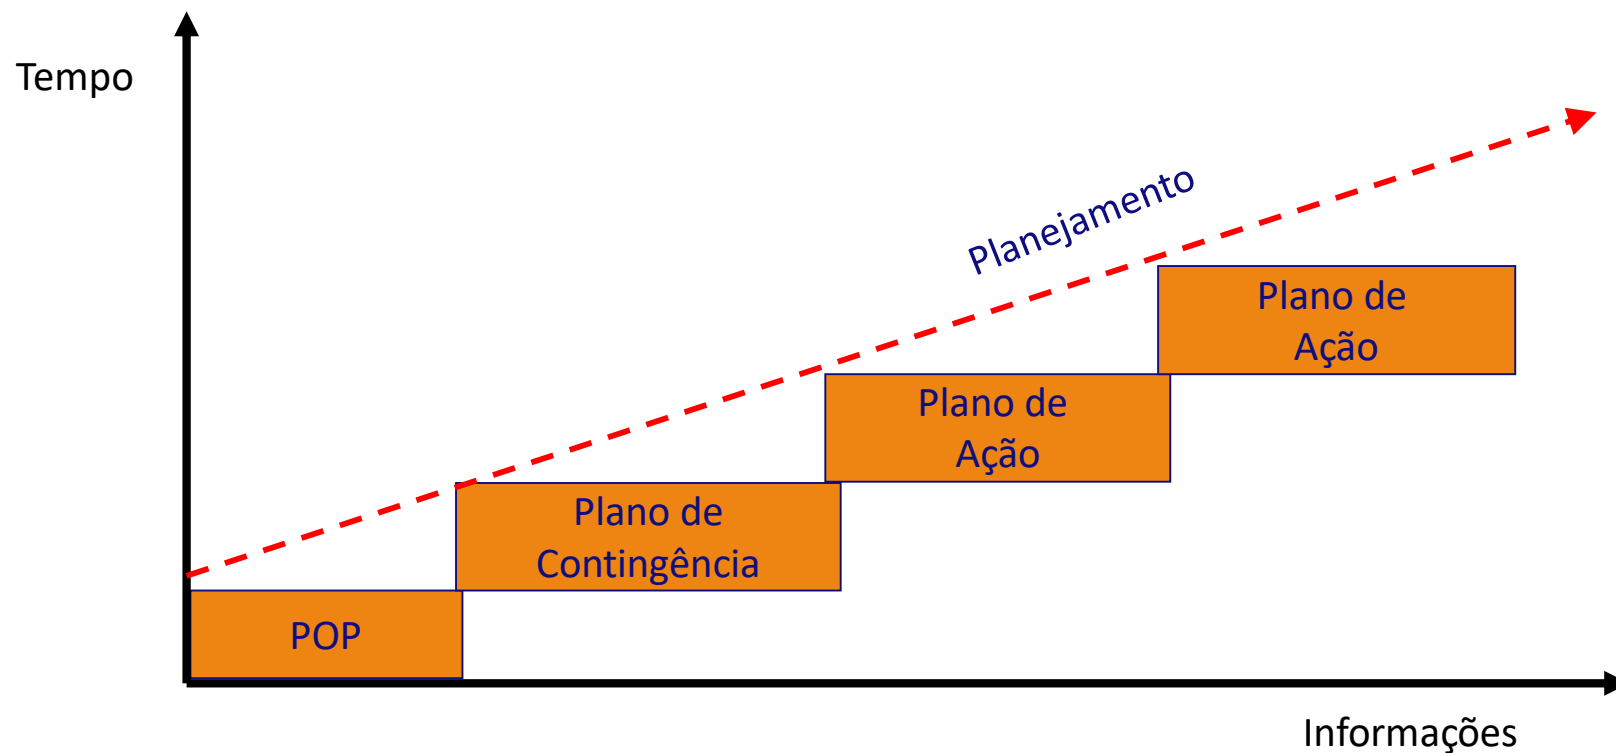 Tempo
Planejamento
Plano de
Ação
Plano de
Ação
Plano de
Contingência
POP
Informações